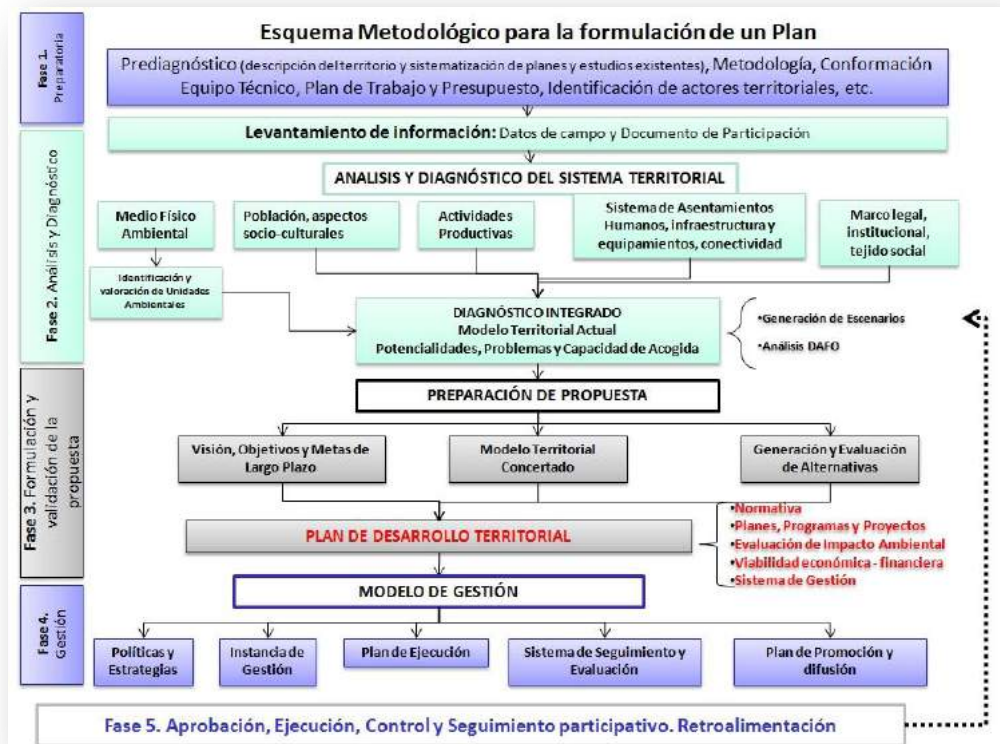 Esquema Metodológico para la formulación de un Plan
Fase 1.
Preparatoria
Prediagnóstico (descripción del territorio y sistematización de planes y estudios existentes), Metodología, Conformación
Equipo Técnico, Plan de Trabajo y Presupuesto, Identificación de actores territoriales, etc.
Fase 2. Análisis y Diagnóstico
Levantamiento de información: Datos de campo y Documento de Participación
ANALISIS Y DIAGNÓSTICO DEL SISTEMA TERRITORIAL
Medio Físico
Ambiental
Población, aspectos
socio-culturales
Actividades
Productivas
Sistema de Asentamientos
Humanos, infraestructura y
equipamientos, conectividad
Marco legal,
institucional,
tejido social
Identificación y
valoración de Unidades
Ambientales
DIAGNÓSTICO INTEGRADO
Modelo Territorial Actual
Potencialidades, Problemas y Capacidad de Acogida
•Generación de Escenarios
•Análisis DAFO
Fase 3. Formulación y
validación de la
propuesta
PREPARACIÓN DE PROPUESTA
Visión, Objetivos y Metas de
Largo Plazo
Modelo Territorial
Concertado
Generación y Evaluación
de Alternativas
PLAN DE DESARROLLO TERRITORIAL
•Normativa
•Planes, Programas y Proyectos
•Evaluación de Impacto Ambiental
•Viabilidad económica - financiera
•Sistema de Gestión
Fase 4.
Gestión
MODELO DE GESTIÓN
Políticas y
Estrategias
Instancia de
Gestión
Plan de Ejecución
Sistema de Seguimiento y
Evaluación
Plan de Promoción y
difusión
Fase 5. Aprobación, Ejecución, Control y Seguimiento participativo. Retroalimentación